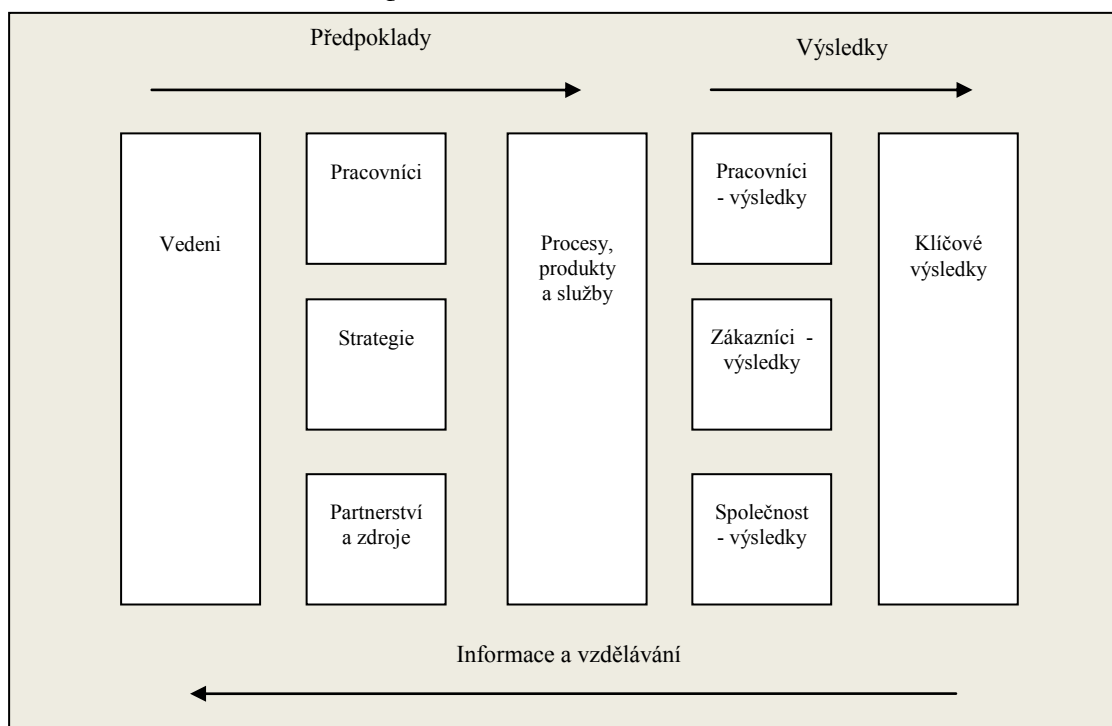 Předpoklady
Výsledky
Vedeni
Pracovníci
Strategie
Partnerství
a zdroje
Procesy,
produkty
a služby
Pracovníci
- výsledky
Zákazníci -
výsledky
Společnost
- výsledky
Klíčové
výsledky
Informace a vzdělávání